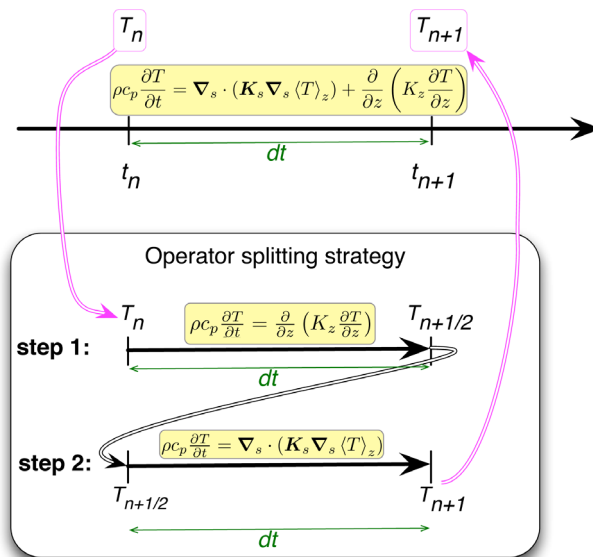 T_n T_{n+1}
ρc_p ∂T/∂t = ∇_s · (K_s ∇_s ⟨T⟩_z) + ∂/∂z (K_z ∂T/∂z)
dt
t_n t_{n+1}
Operator splitting strategy
T_n ρc_p ∂T/∂t = ∂/∂z (K_z ∂T/∂z) T_{n+1/2}
step 1:
dt
ρc_p ∂T/∂t = ∇_s · (K_s ∇_s ⟨T⟩_z)
step 2:
T_{n+1/2} T_{n+1}
dt